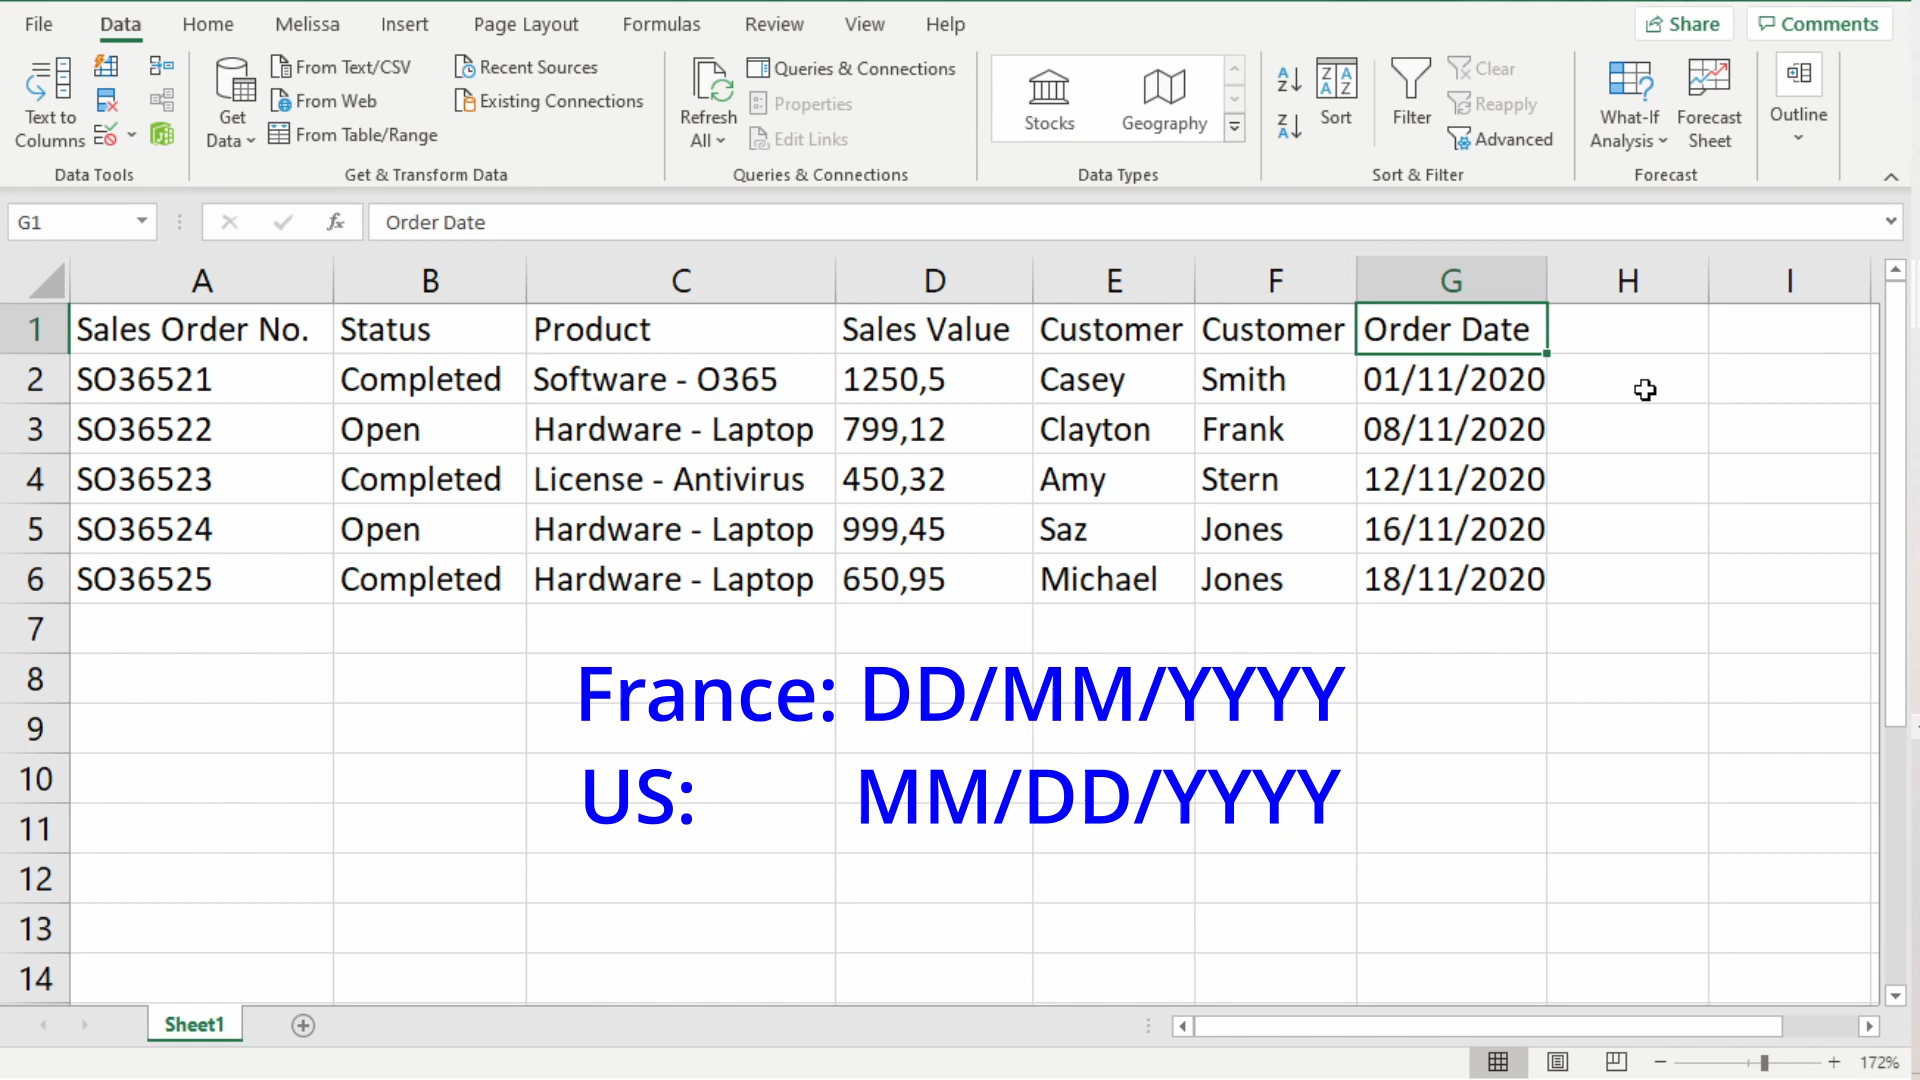 File Data Home Melissa Insert Page Layout Formulas Review View Help Share Comments
Text to Columns
Get Data
From Text/CSV
From Web
From Table/Range
Recent Sources
Existing Connections
Refresh All
Queries & Connections
Properties
Edit Links
Stocks
Geography
Sort
Filter
Clear
Reapply
Advanced
What-If Analysis
Forecast Sheet
Outline
Data Tools Get & Transform Data Queries & Connections Data Types Sort & Filter Forecast
G1 fx Order Date
A B C D E F G H I
1 Sales Order No. Status Product Sales Value Customer Customer Order Date
2 SO36521 Completed Software - O365 1250,5 Casey Smith 01/11/2020
3 SO36522 Open Hardware - Laptop 799,12 Clayton Frank 08/11/2020
4 SO36523 Completed License - Antivirus 450,32 Amy Stern 12/11/2020
5 SO36524 Open Hardware - Laptop 999,45 Saz Jones 16/11/2020
6 SO36525 Completed Hardware - Laptop 650,95 Michael Jones 18/11/2020
7
8
France: DD/MM/YYYY
9
10
US: MM/DD/YYYY
11
12
13
14
Sheet1
172%